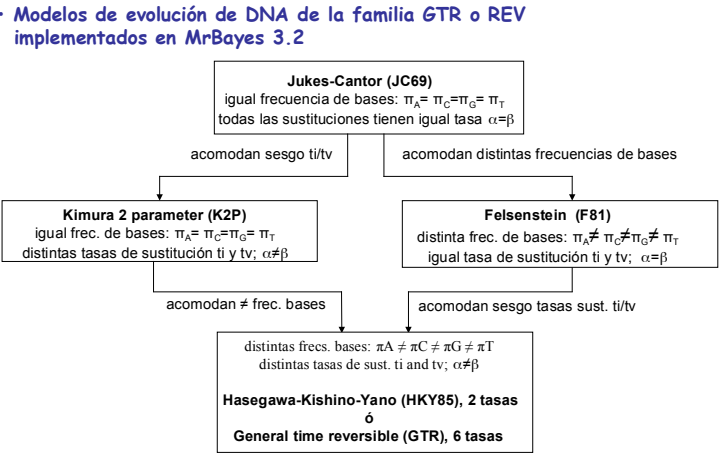 • Modelos de evolución de DNA de la familia GTR o REV
implementados en MrBayes 3.2
Jukes-Cantor (JC69)
igual frecuencia de bases: πA= πC=πG= πT
todas las sustituciones tienen igual tasa α=β
acomodan sesgo ti/tv
acomodan distintas frecuencias de bases
Kimura 2 parameter (K2P)
igual frec. de bases: πA= πC=πG= πT
distintas tasas de sustitución ti y tv; α≠β
Felsenstein (F81)
distinta frec. de bases: πA≠ πC≠πG≠ πT
igual tasa de sustitución ti y tv; α=β
acomodan ≠ frec. bases
acomodan sesgo tasas sust. ti/tv
distintas frecs. bases: πA ≠ πC ≠ πG ≠ πT
distintas tasas de sust. ti and tv; α≠β
Hasegawa-Kishino-Yano (HKY85), 2 tasas
ó
General time reversible (GTR), 6 tasas